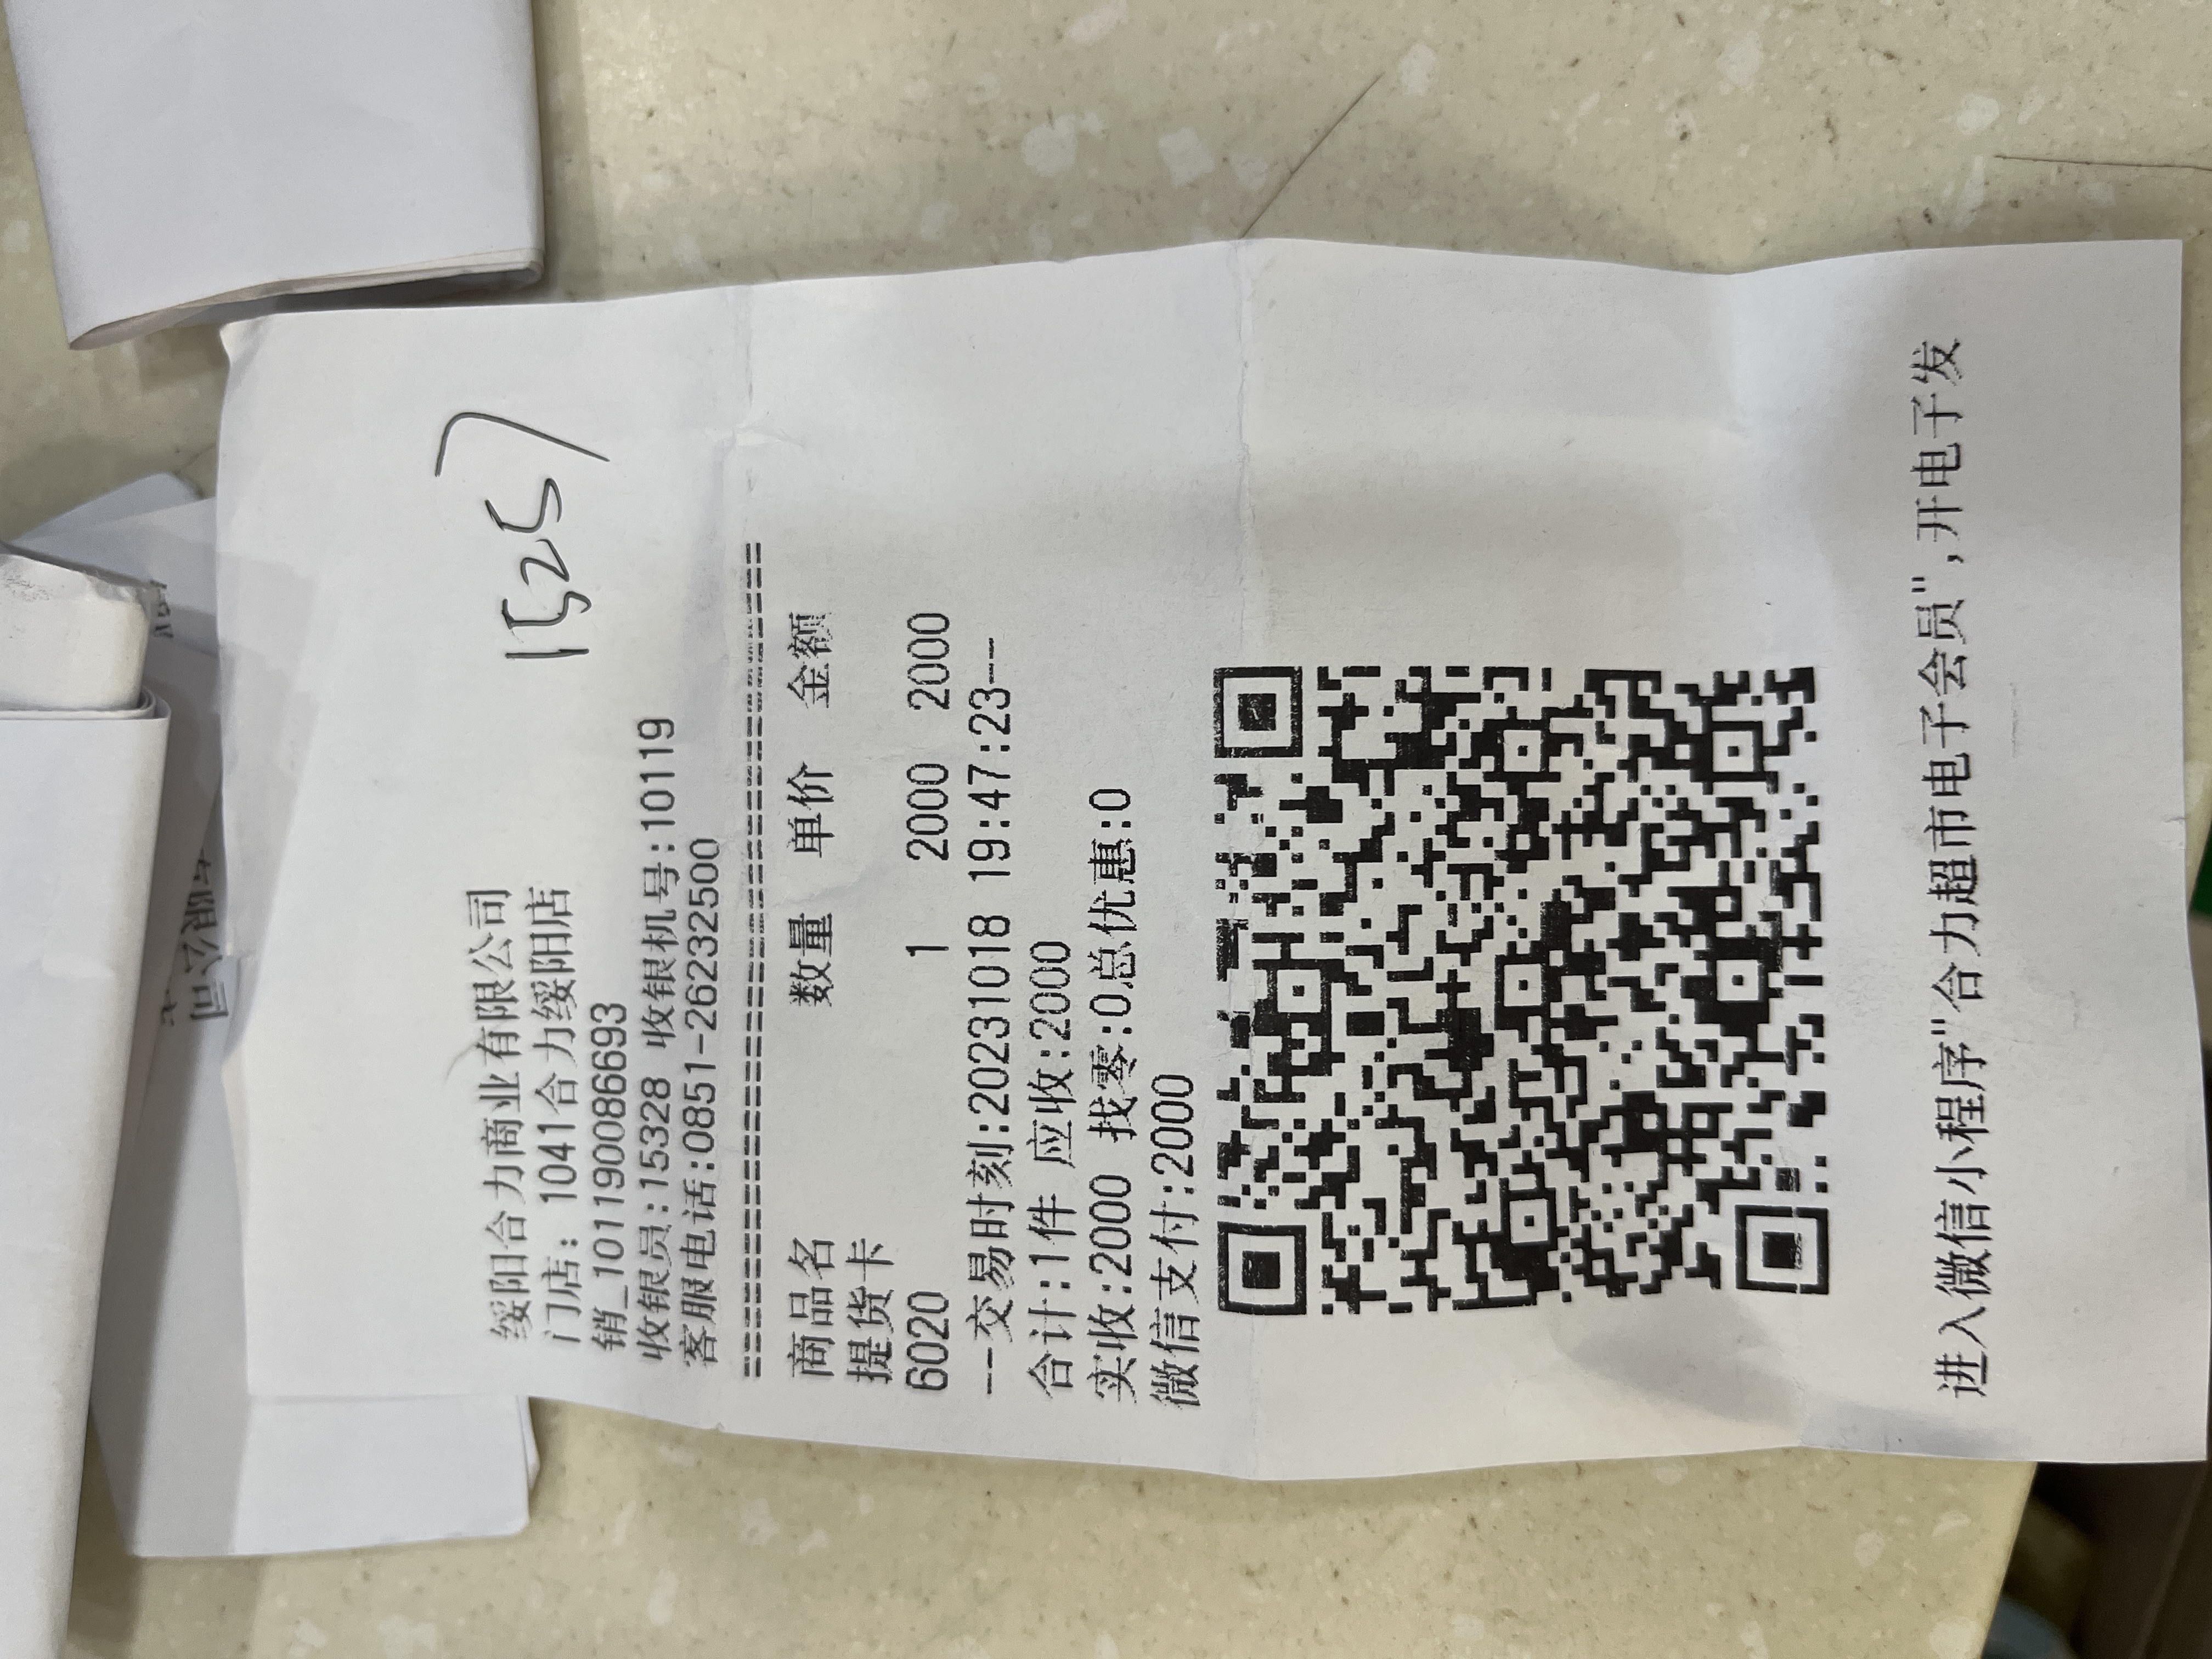 15257
绥阳合力商业有限公司
门店：1041合力绥阳店
销_101190086693
收银员:15328 收银机号:10119
客服电话:0851-26232500
商品名 数量 单价 金额
提货卡
6020 1 2000 2000
--交易时刻:20231018 19:47:23--
合计:1件 应收:2000
实收:2000 找零:0总优惠:0
微信支付:2000
进入微信小程序"合力超市电子会员",开电子发